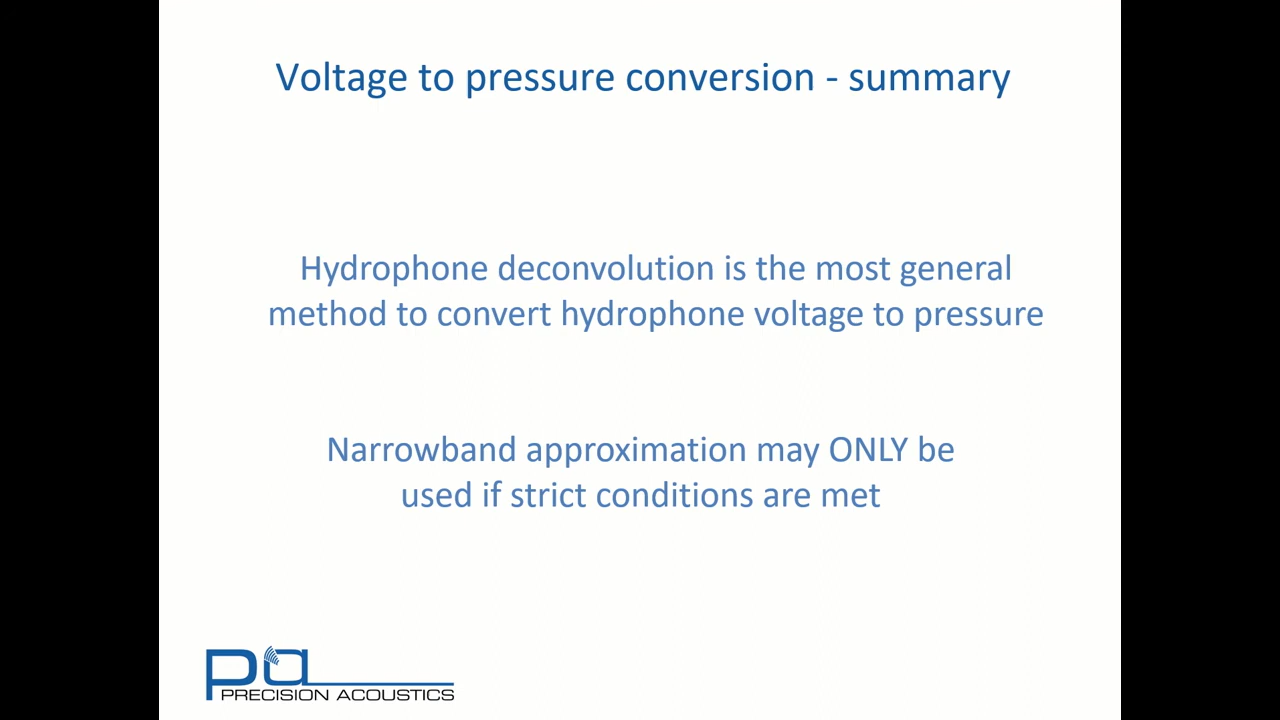 Voltage to pressure conversion - summary
Hydrophone deconvolution is the most general
method to convert hydrophone voltage to pressure
Narrowband approximation may ONLY be
used if strict conditions are met
pa
PRECISION ACOUSTICS